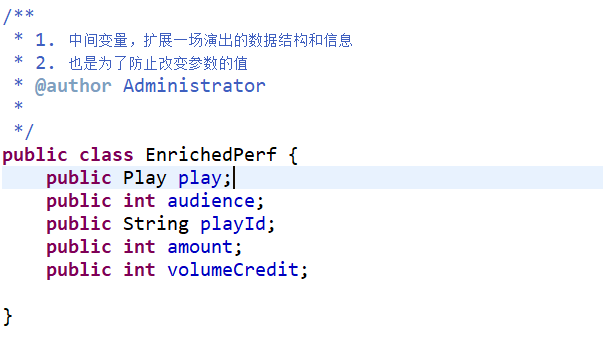 /**
 * 1. 中间变量，扩展一场演出的数据结构和信息
 * 2. 也是为了防止改变参数的值
 * @author Administrator
 *
 */
public class EnrichedPerf {
    public Play play;
    public int audience;
    public String playId;
    public int amount;
    public int volumeCredit;
}